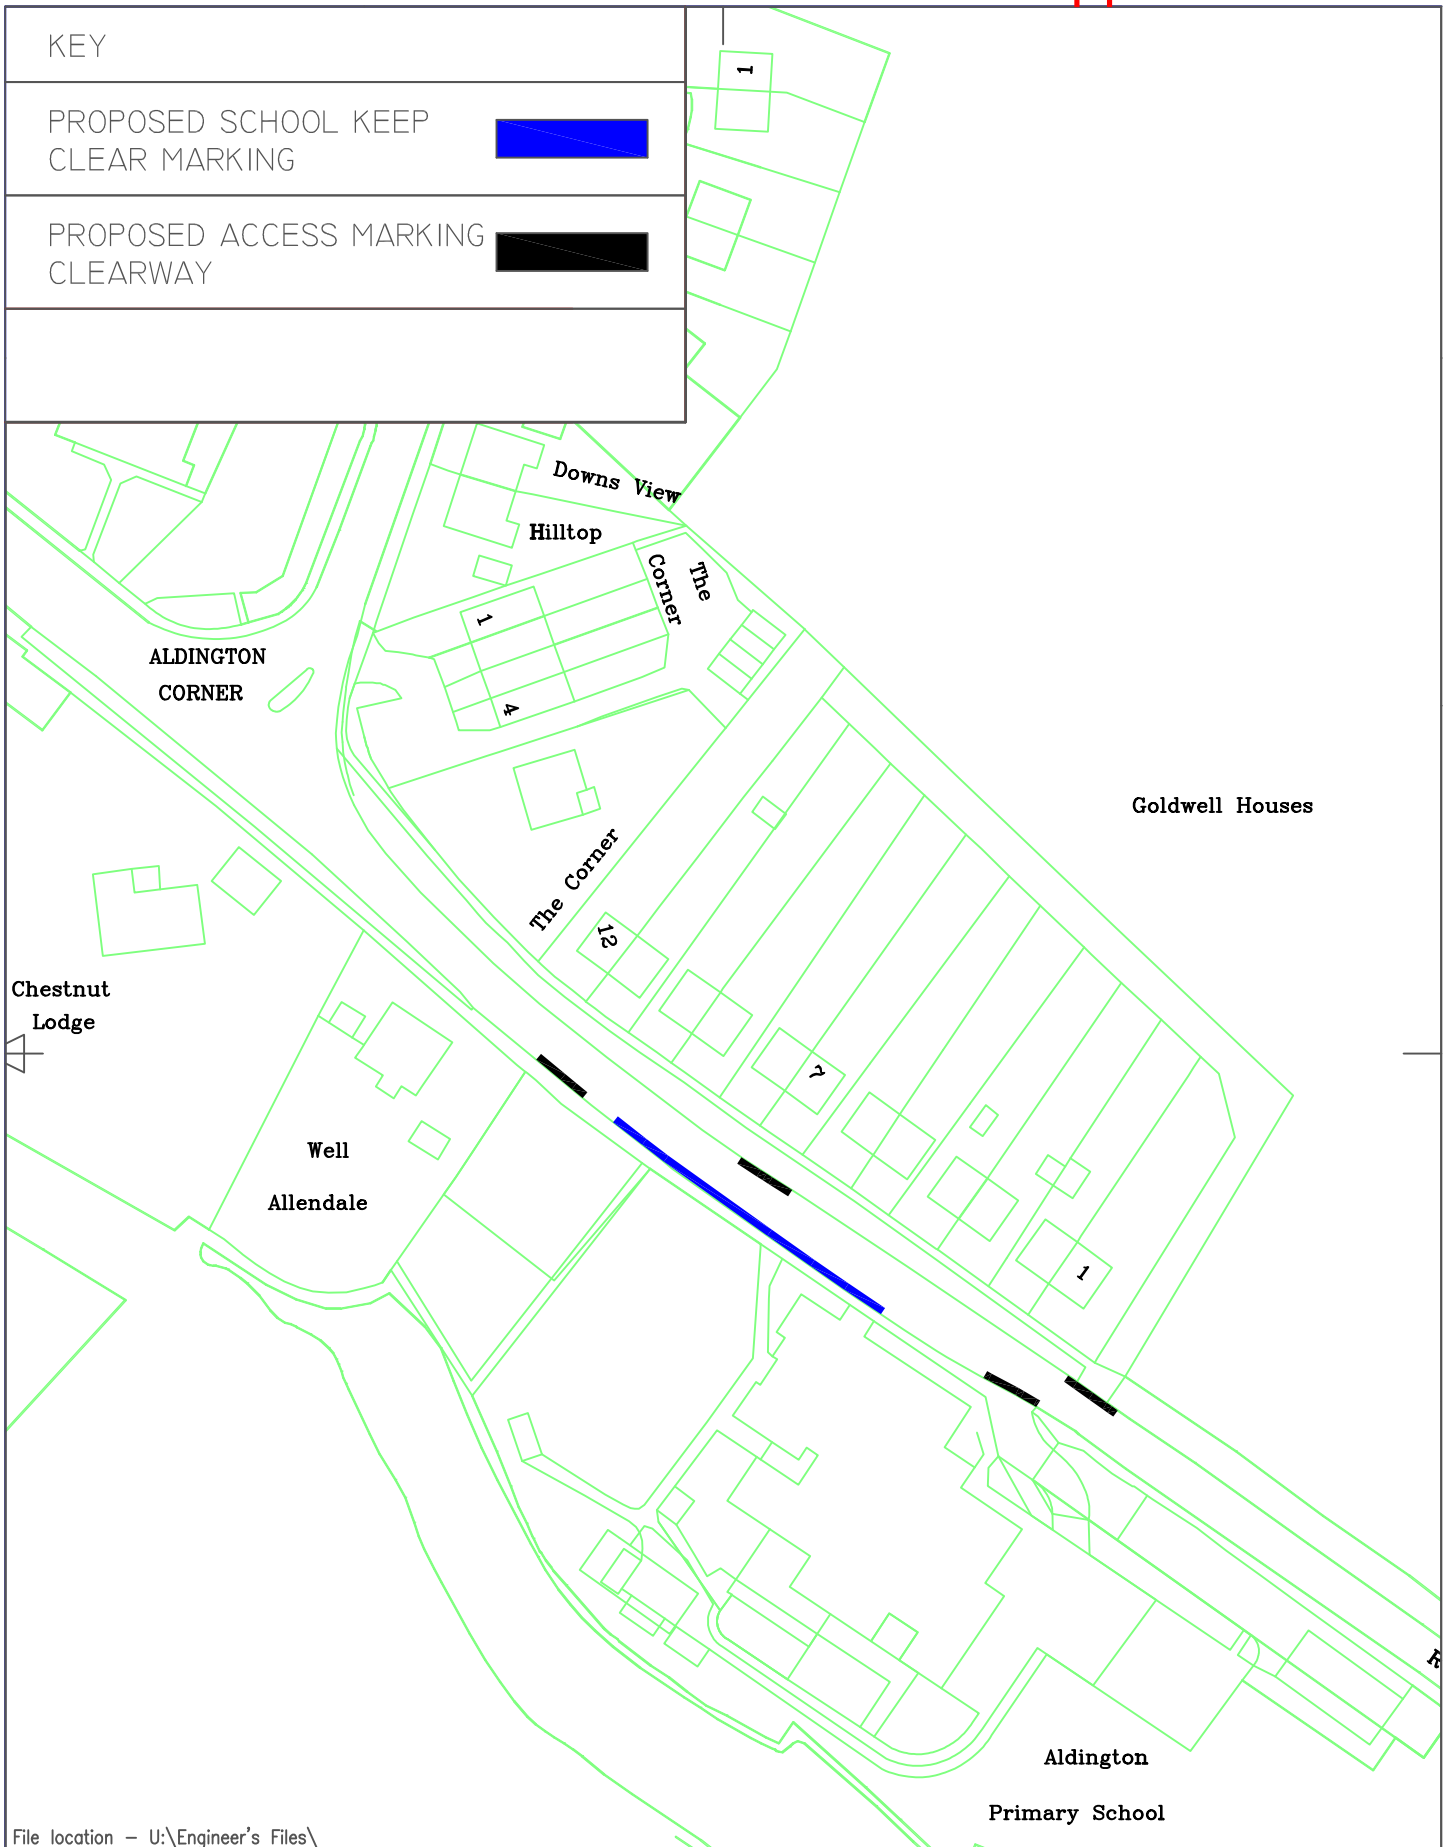 KEY
PROPOSED SCHOOL KEEP
CLEAR MARKING
PROPOSED ACCESS MARKING
CLEARWAY
1
Downs View
Hilltop
The
Corner
1
4
ALDINGTON
CORNER
Goldwell Houses
The Corner
12
Chestnut
Lodge
7
Well
Allendale
1
R
Aldington
Primary School
File location - U:\Engineer's Files\